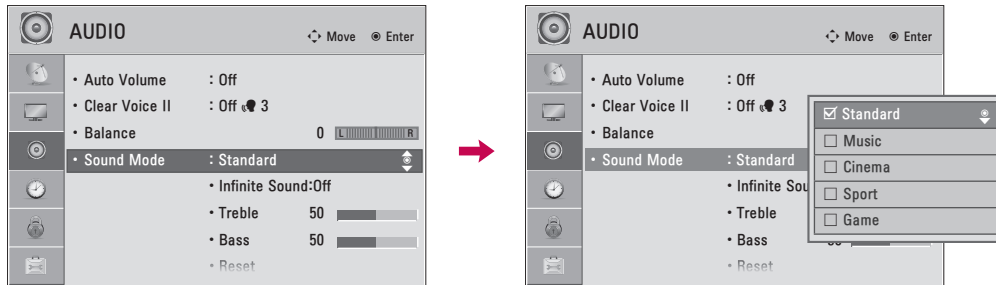 AUDIO
Move
Enter
• Auto Volume : Off
• Clear Voice II : Off 3
• Balance 0 L R
• Sound Mode : Standard
• Infinite Sound:Off
• Treble 50
• Bass 50
• Reset
AUDIO
Move
Enter
• Auto Volume : Off
• Clear Voice II : Off 3
• Balance
• Sound Mode : Standard
• Infinite Sou
• Treble
• Bass
• Reset
Standard
Music
Cinema
Sport
Game